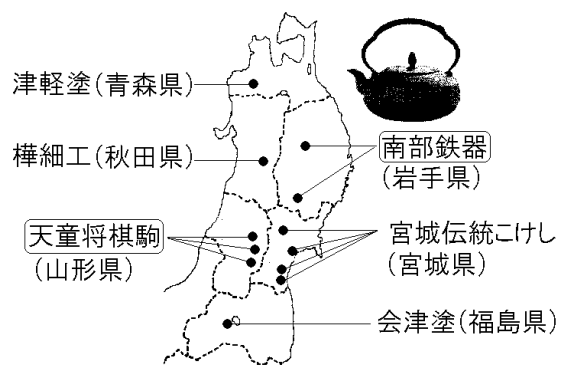 津軽塗(青森県)
樺細工(秋田県)
南部鉄器
(岩手県)
天童将棋駒
(山形県)
宮城伝統こけし
(宮城県)
会津塗(福島県)